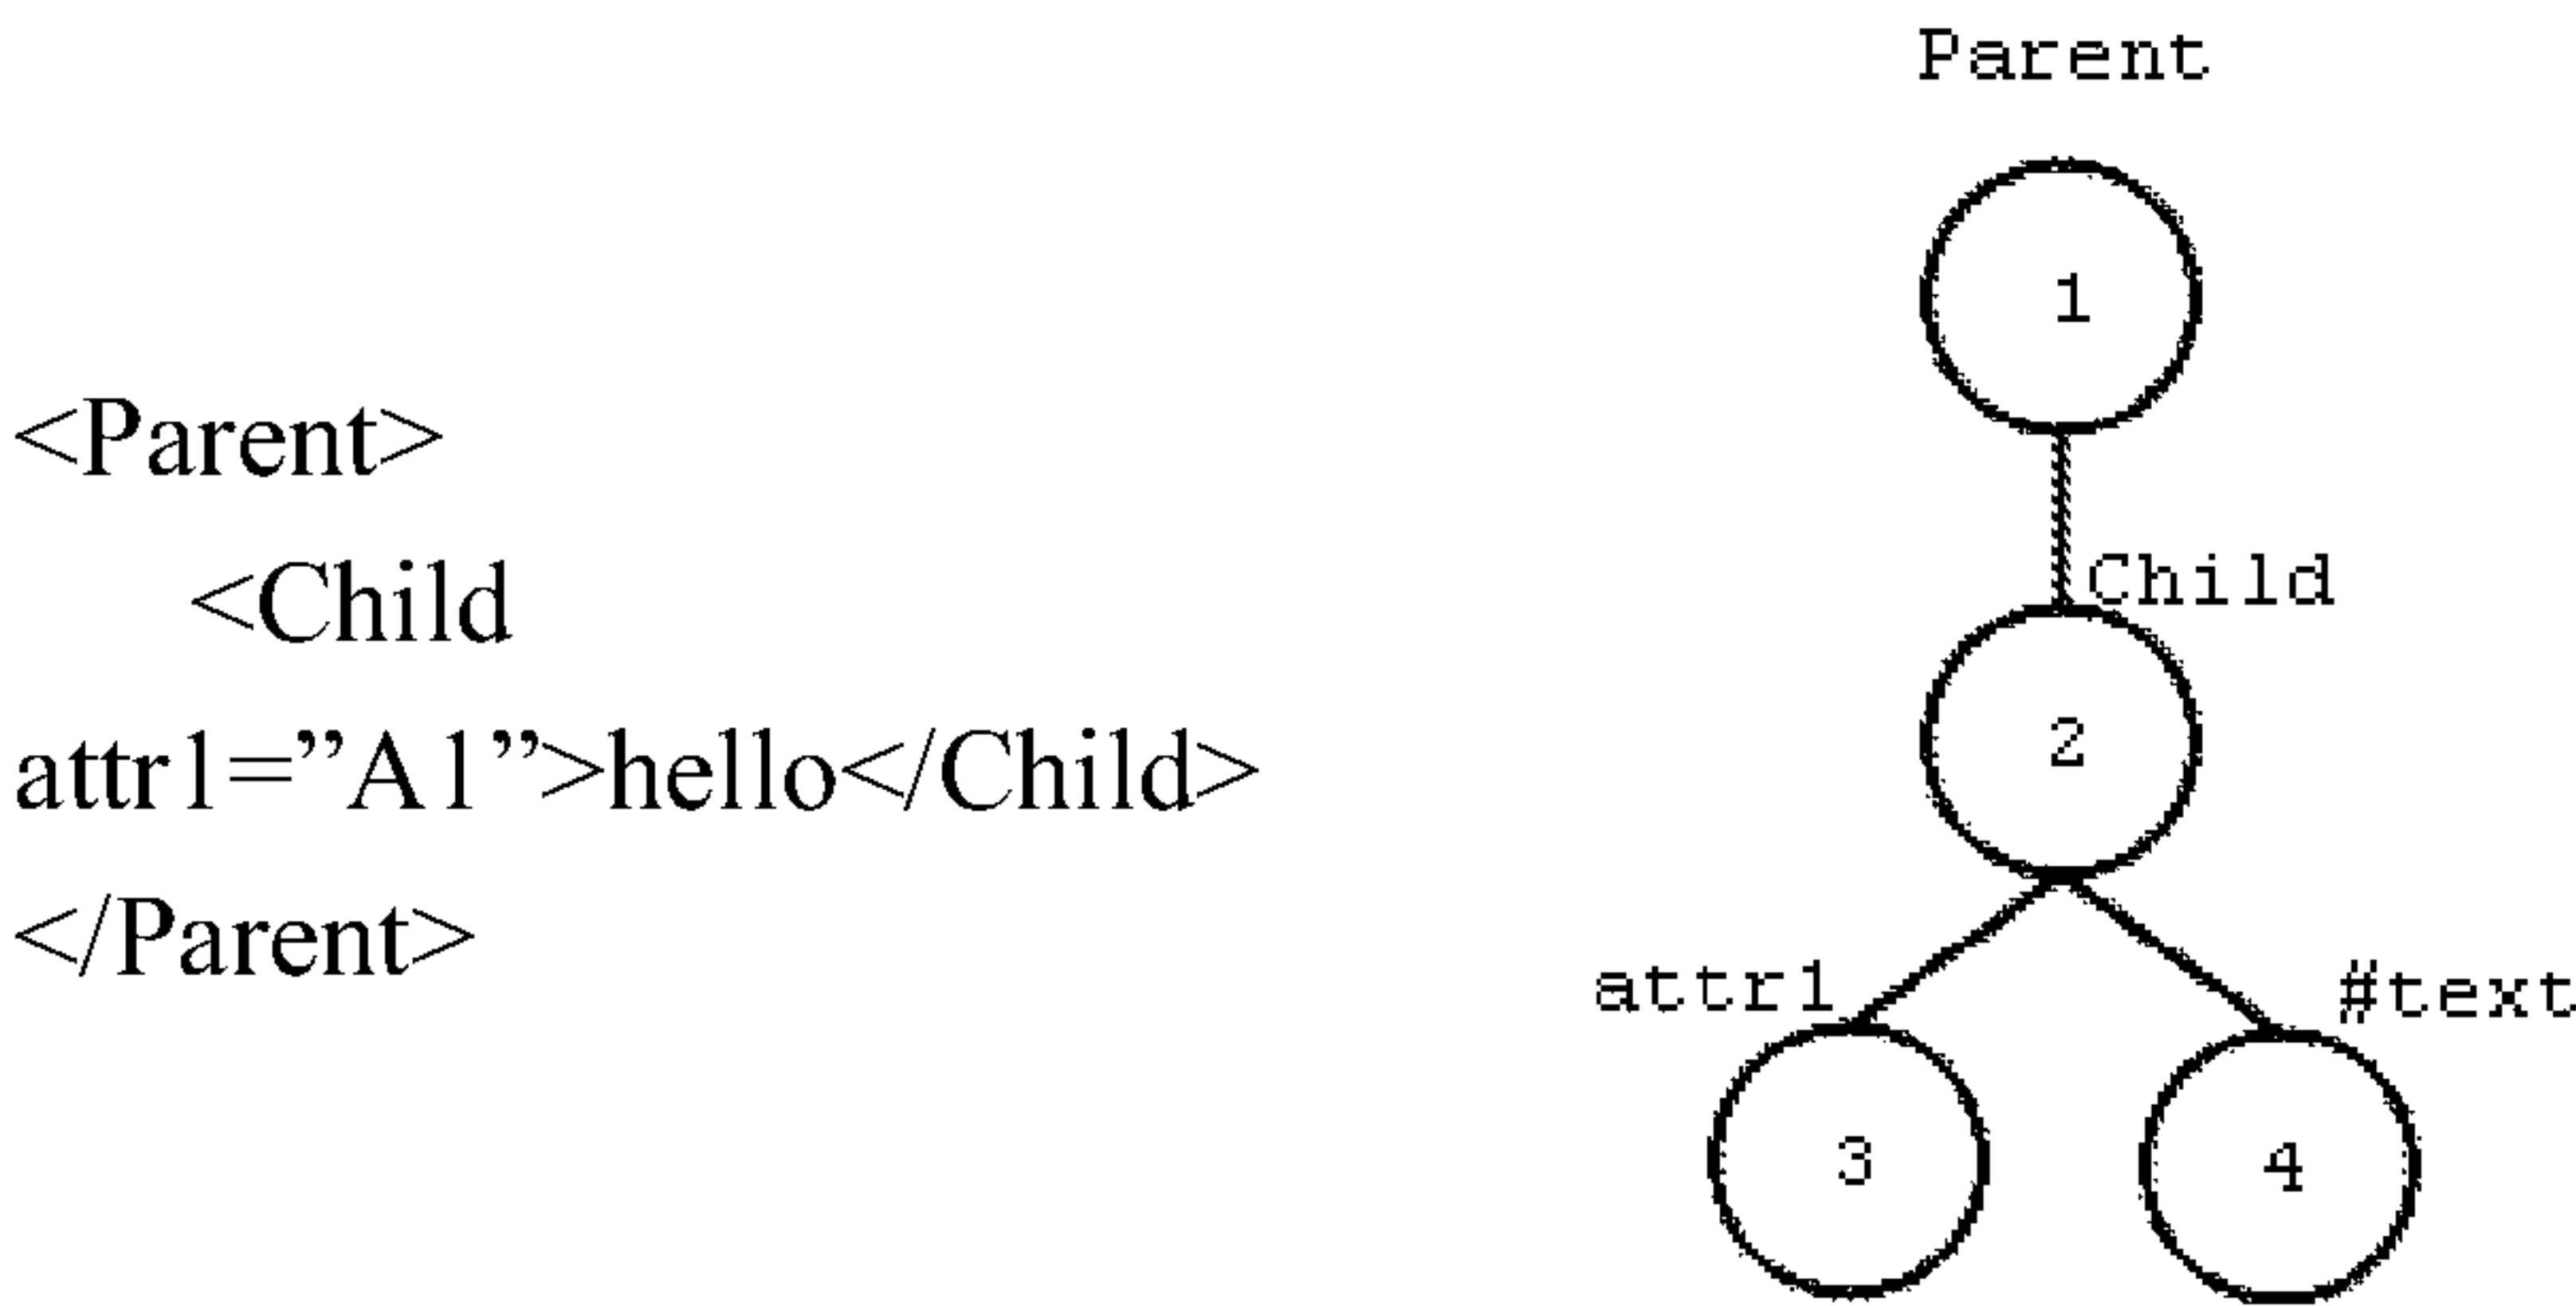 <Parent>
<Child
attr1=”A1”>hello</Child>
</Parent>
Parent
1
Child
2
attr1
#text
3
4